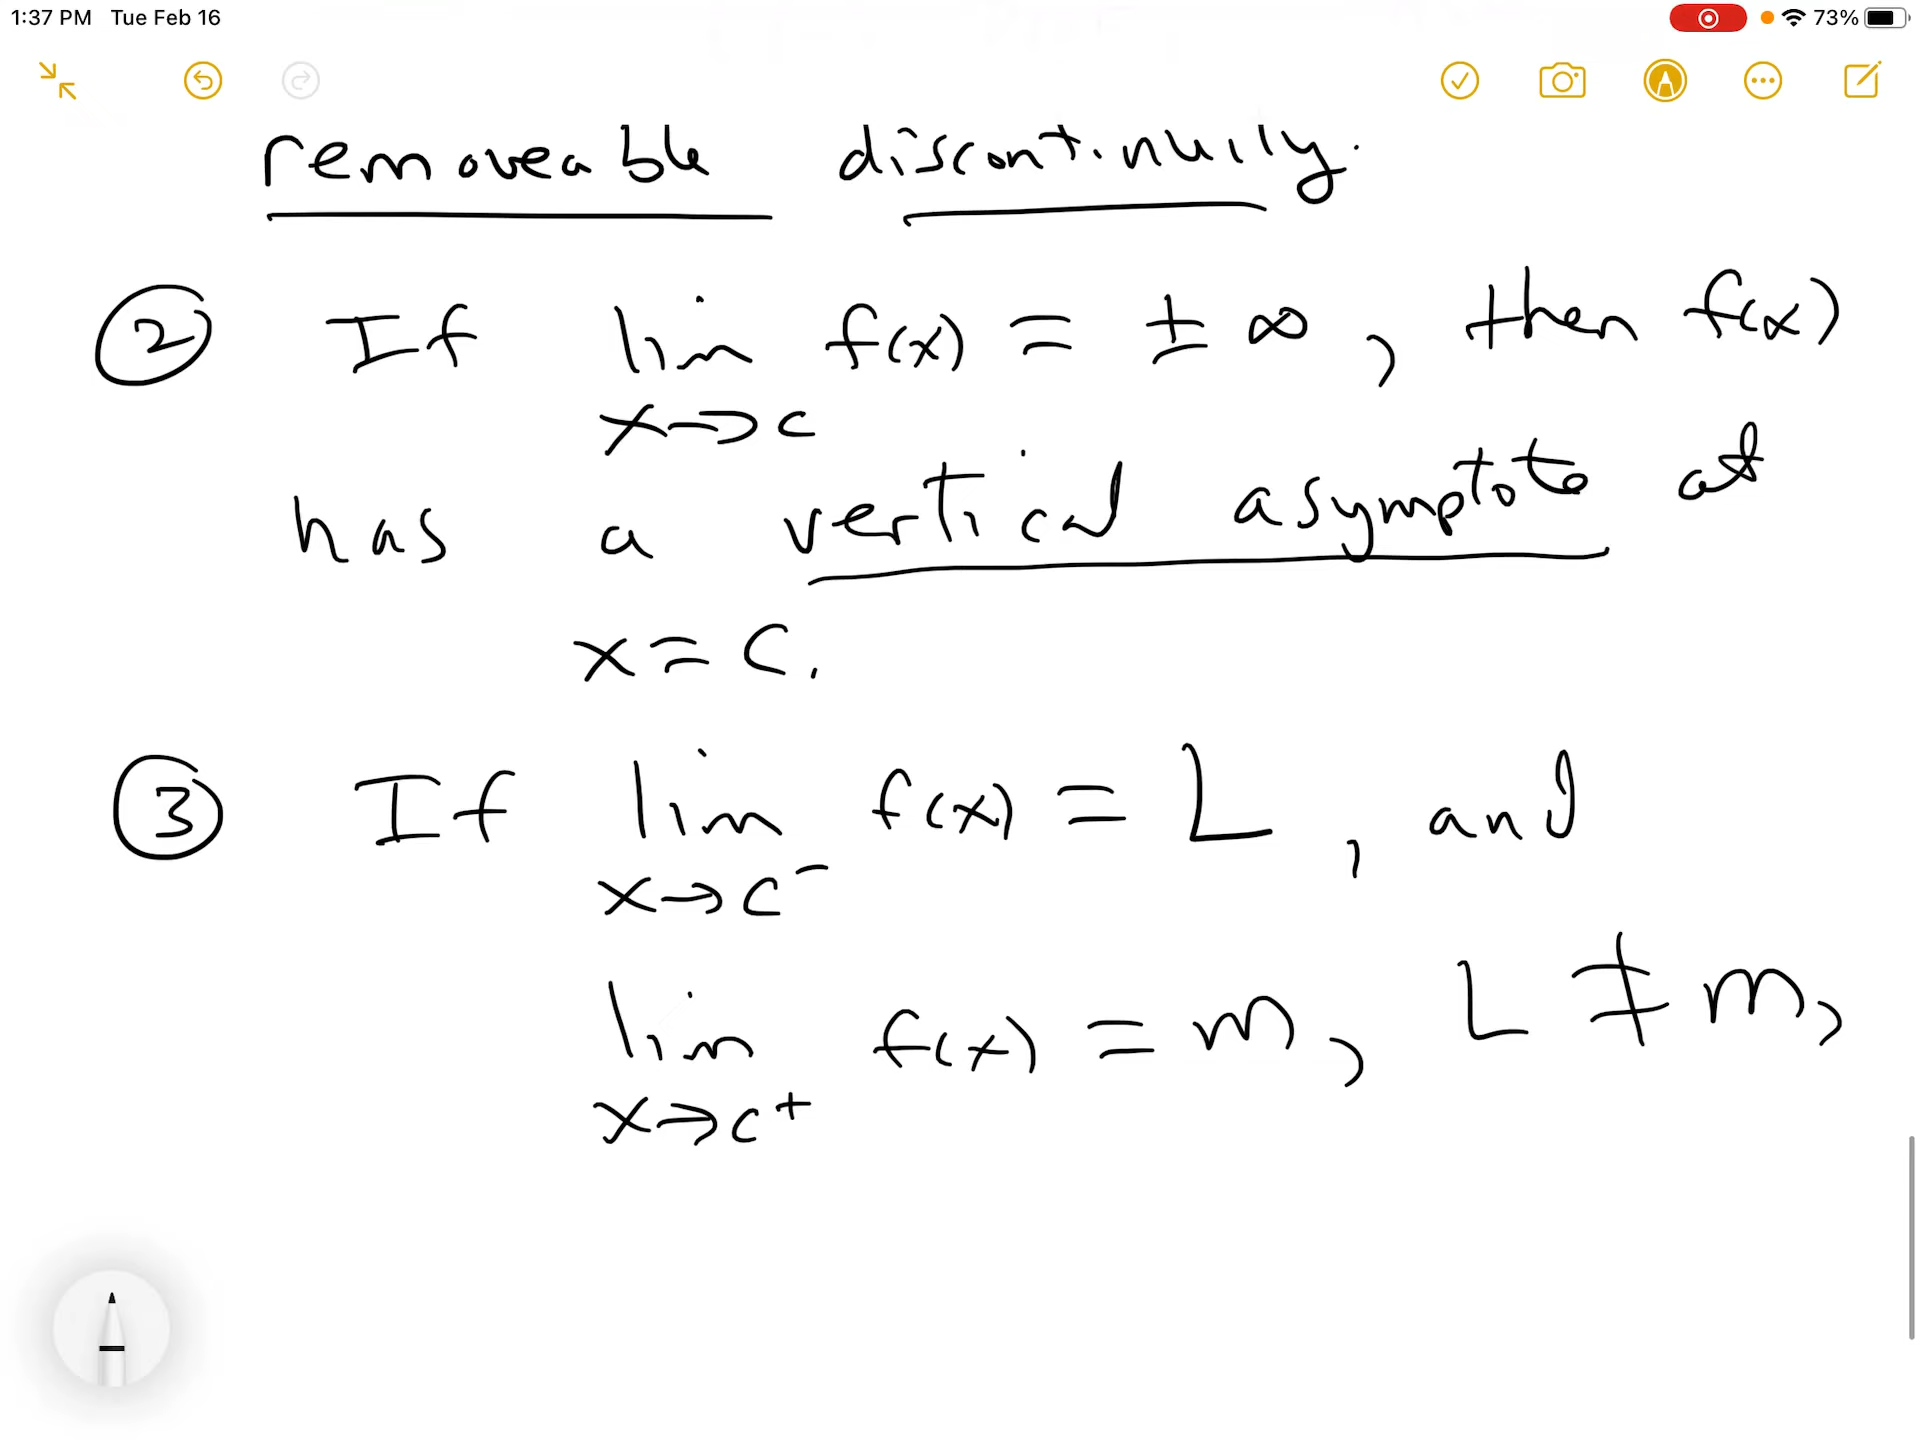 1:37 PM Tue Feb 16 73%
removeable discontinuity.
② If lim f(x) = ± ∞, then f(x)
x→c
has a vertical asymptote at
x = c.
③ If lim f(x) = L, and
x→c⁻
lim f(x) = m, L ≠ m,
x→c⁺